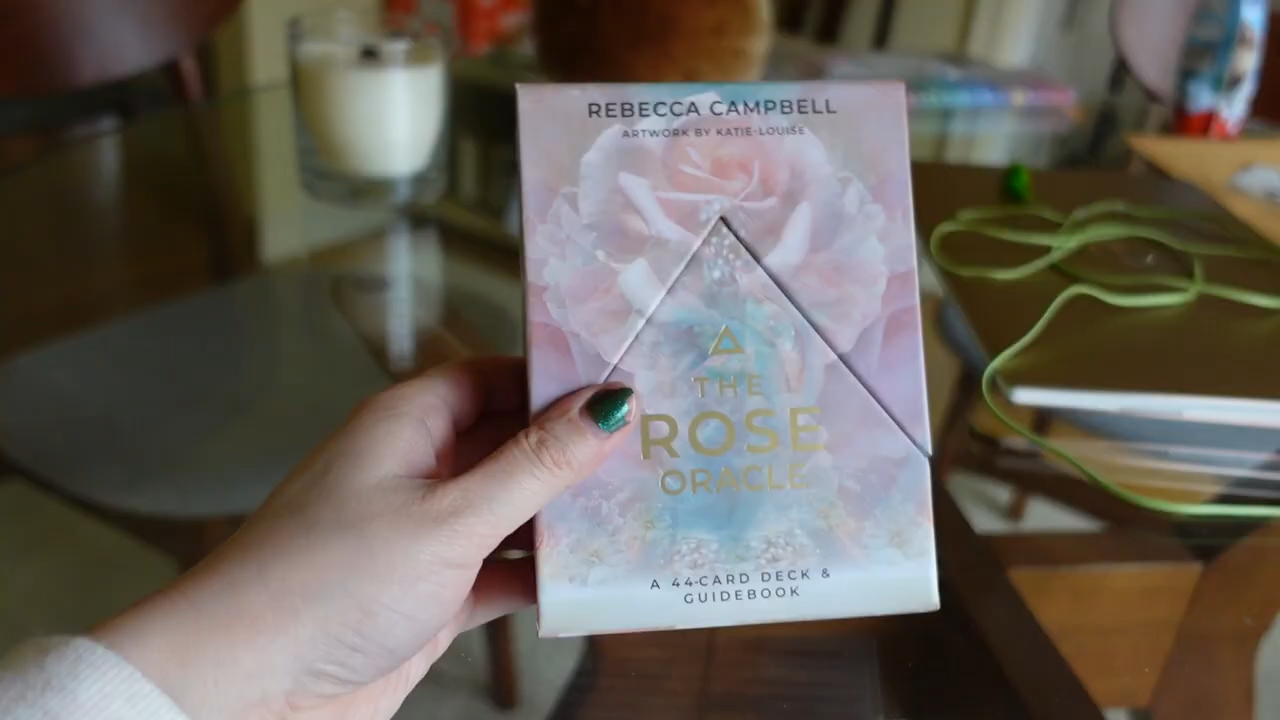 REBECCA CAMPBELL
ARTWORK BY KATIE-LOUISE
THE
ROSE
ORACLE
A 44-CARD DECK &
GUIDEBOOK